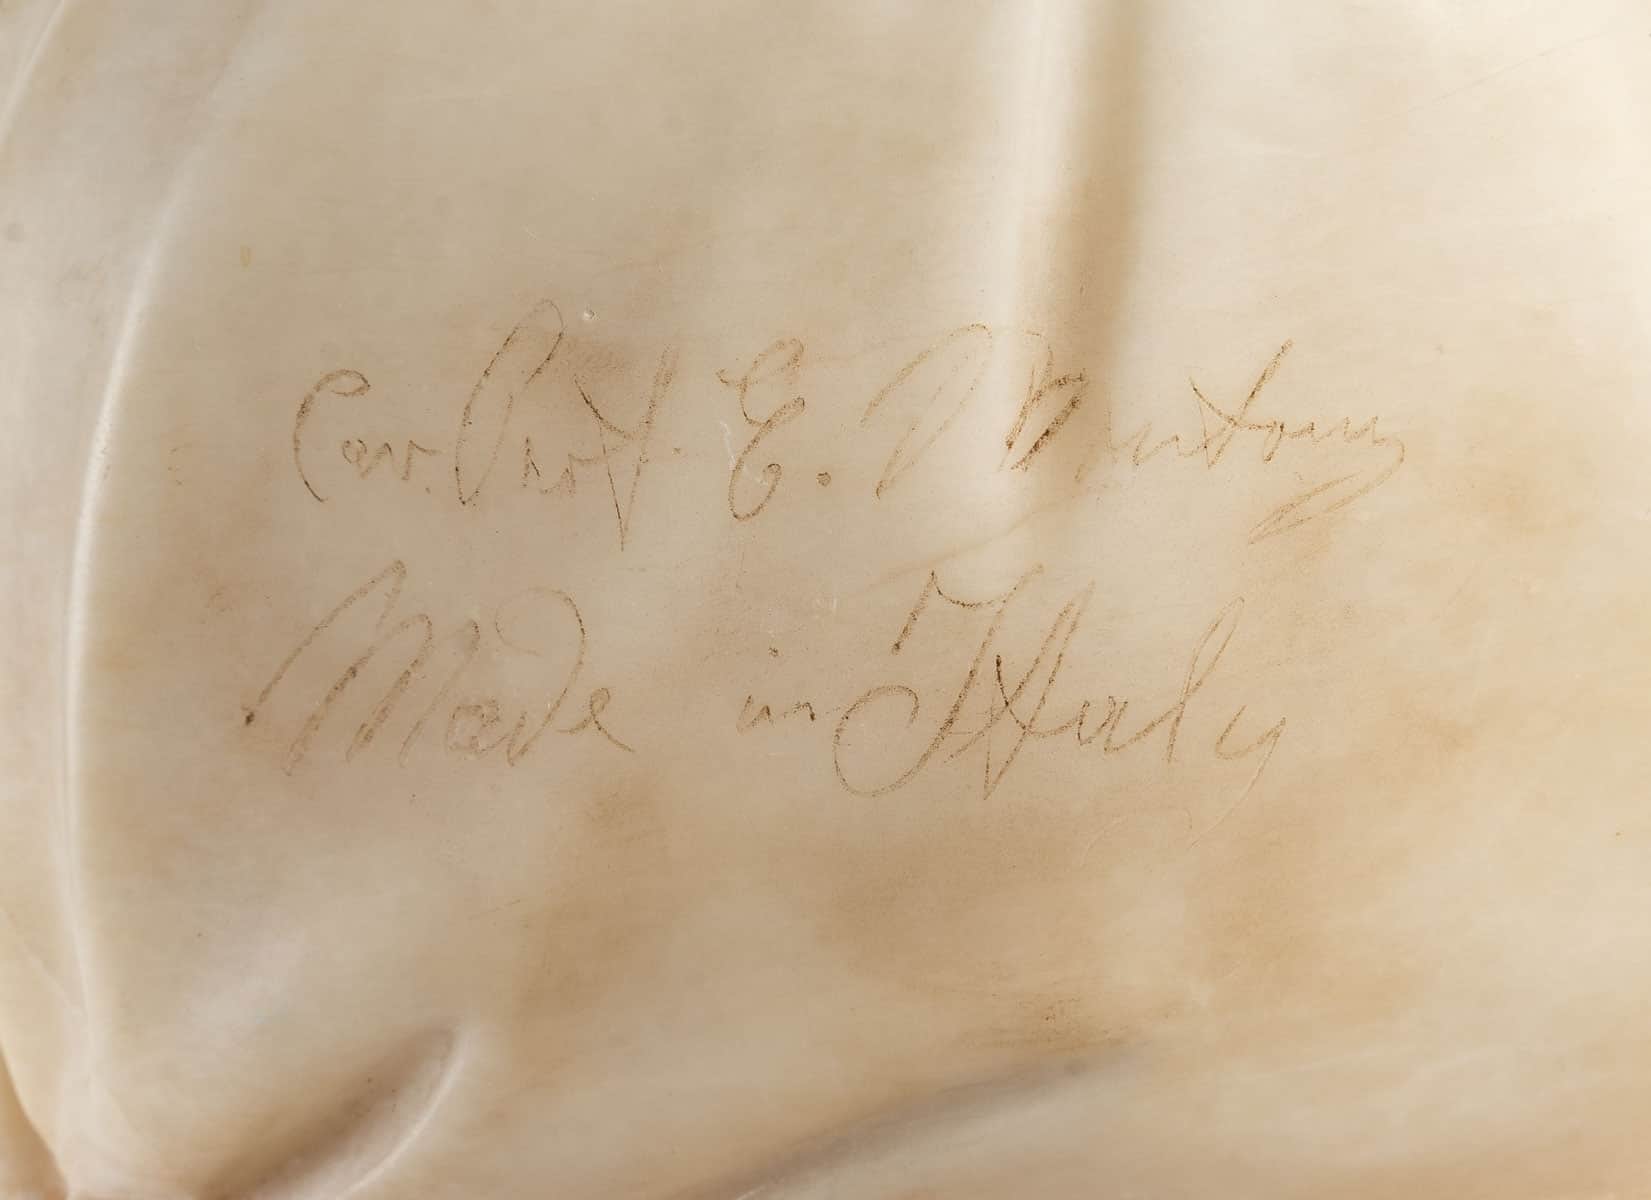 Cav. Prof. E.
Made in Italy